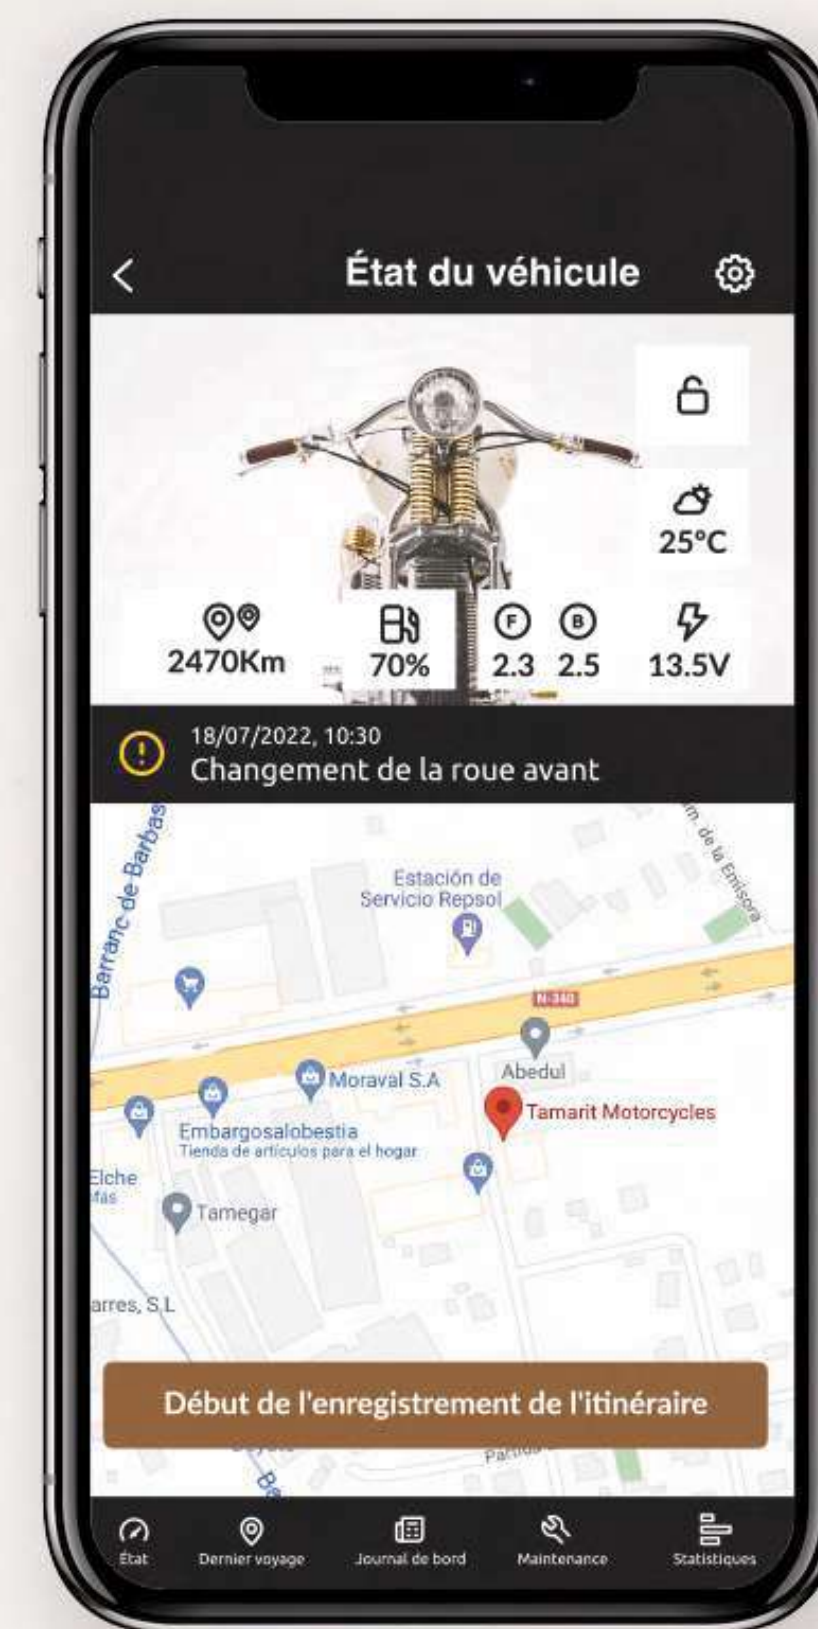 État du véhicule
25°C
2470Km
70%
F
B
2.3
2.5
13.5V
18/07/2022, 10:30
Changement de la roue avant
Barranc de Barbas
m. de la Emisora
Estación de
Servicio Repsol
N-340
Abedul
Moraval S.A
Tamarit Motorcycles
Embargosalobestia
Tienda de artículos para el hogar
Elche
Tamegar
arres, S.L
Début de l'enregistrement de l'itinéraire
Ba
État
Dernier voyage
Journal de bord
Maintenance
Statistiques